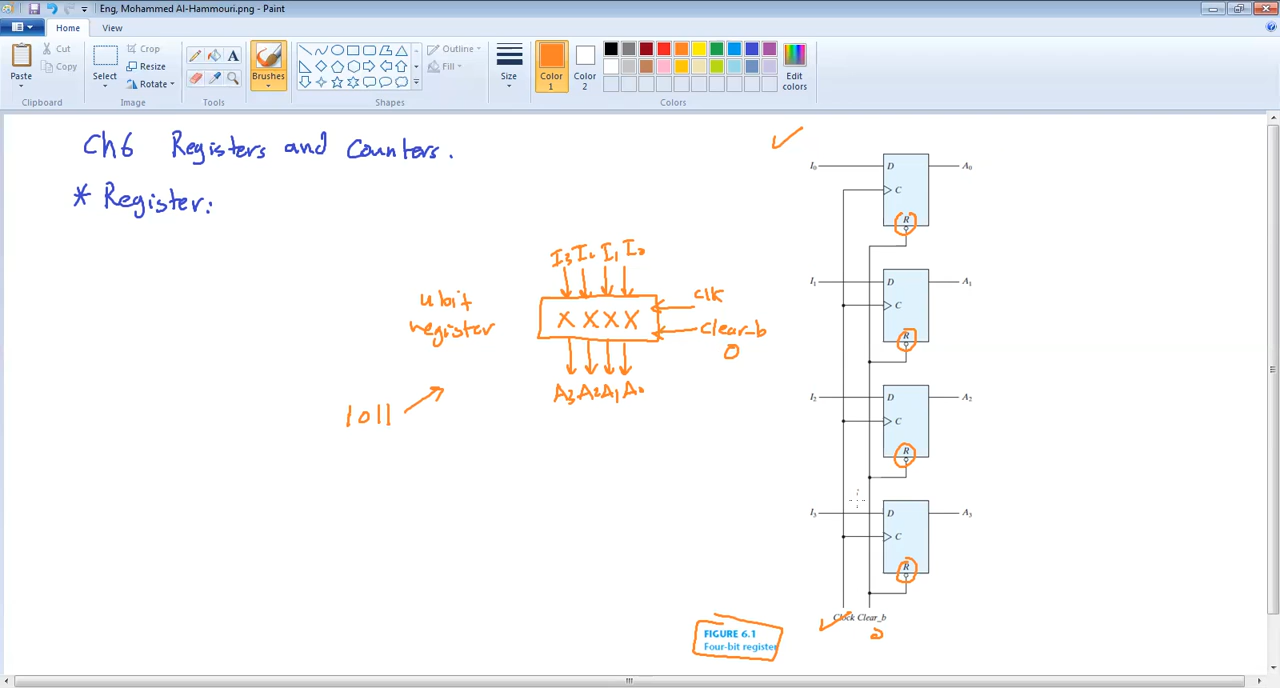 Eng, Mohammed Al-Hammouri.png - Paint
Home View
Paste
Cut
Copy
Clipboard
Select
Crop
Resize
Rotate
Image
Tools
Brushes
Shapes
Outline
Fill
Size
Color 1
Color 2
Colors
Edit colors
Ch6 Registers and Counters.
* Register:
4 bit
register
I3 I2 I1 I0
X X X X
clk
clear_b
0
A3 A2 A1 A0
1011
I0 D A0
C
R
I1 D A1
C
R
I2 D A2
C
R
I3 D A3
C
R
Clock Clear_b
0
FIGURE 6.1
Four-bit register